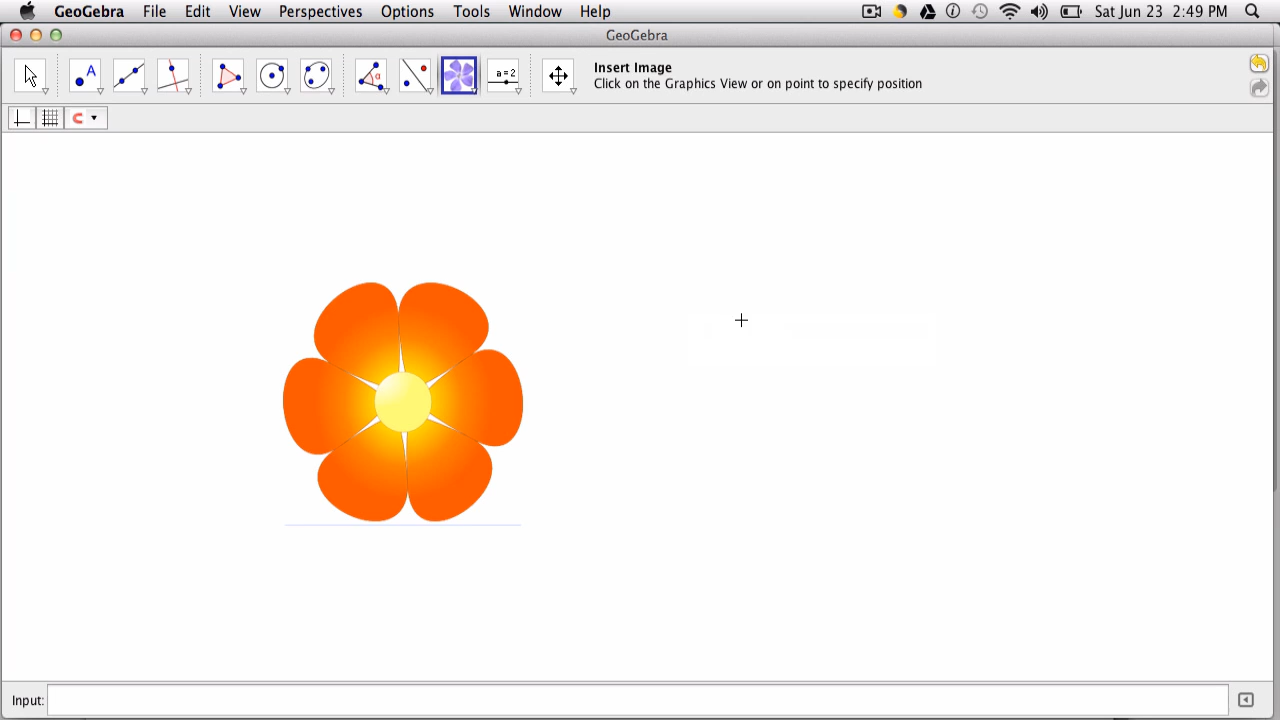 GeoGebra File Edit View Perspectives Options Tools Window Help Sat Jun 23 2:49 PM
GeoGebra
A α a = 2 Insert Image
Click on the Graphics View or on point to specify position
Input: